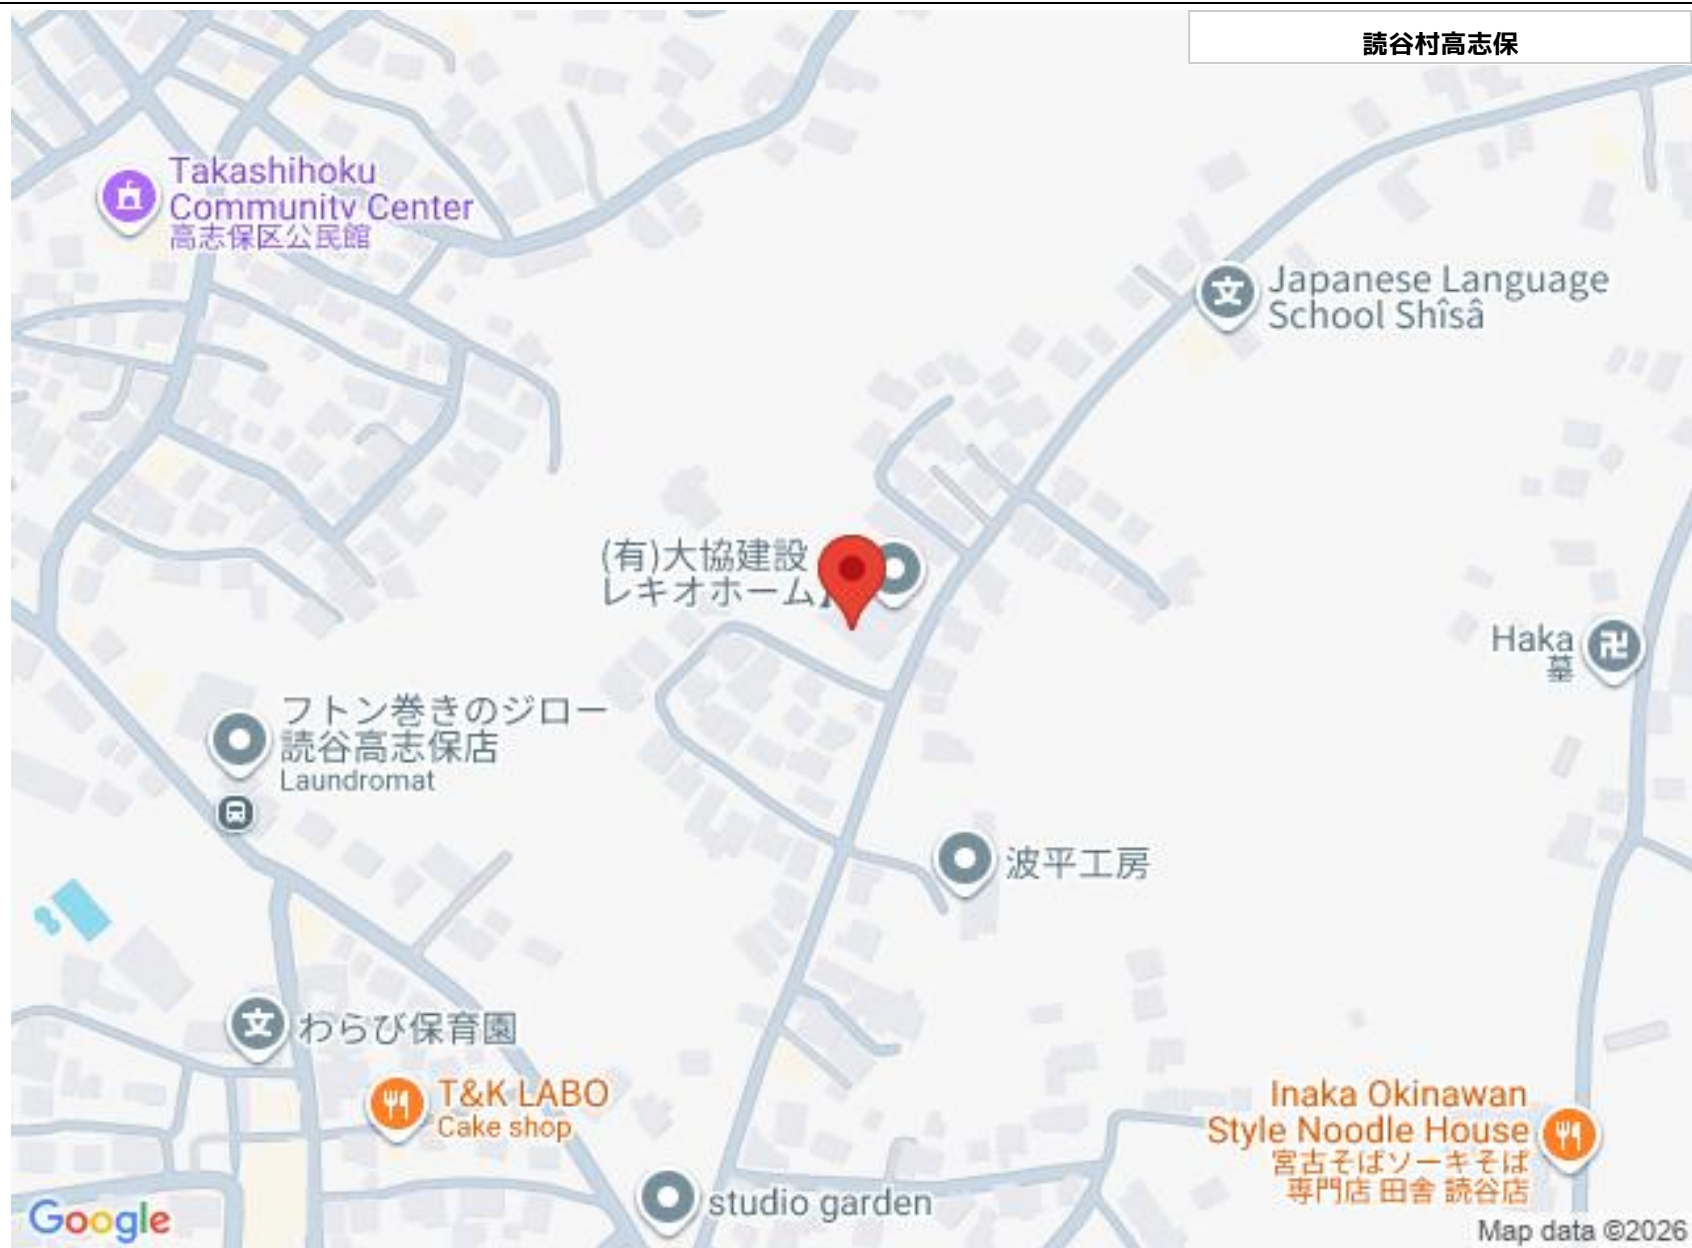 読谷村高志保
Takashihoku
Community Center
高志保区公民館
Japanese Language
School Shîsâ
(有)大協建設
レキオホーム
Haka
墓
フトン巻きのジロー
読谷高志保店
Laundromat
波平工房
わらび保育園
T&K LABO
Cake shop
Inaka Okinawan
Style Noodle House
宮古そばソーキそば
専門店 田舎 読谷店
studio garden
Google
Map data ©2026